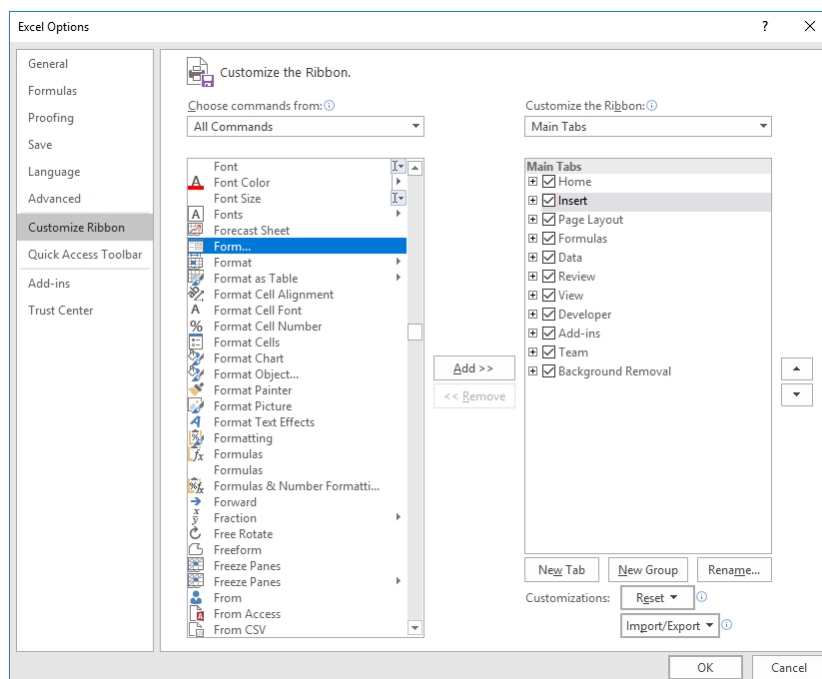 Excel Options
General
Formulas
Proofing
Save
Language
Advanced
Customize Ribbon
Quick Access Toolbar
Add-ins
Trust Center
Customize the Ribbon.
Choose commands from:
All Commands
Font
Font Color
Font Size
Fonts
Forecast Sheet
Form...
Format
Format as Table
Format Cell Alignment
Format Cell Font
Format Cell Number
Format Cells
Format Chart
Format Object...
Format Painter
Format Picture
Format Text Effects
Formatting
Formulas
Formulas
Formulas & Number Formatti...
Forward
Fraction
Free Rotate
Freeform
Freeze Panes
Freeze Panes
From
From Access
From CSV
Add >>
<< Remove
Customize the Ribbon:
Main Tabs
Main Tabs
Home
Insert
Page Layout
Formulas
Data
Review
View
Developer
Add-ins
Team
Background Removal
New Tab
New Group
Rename...
Customizations:
Reset
Import/Export
OK
Cancel